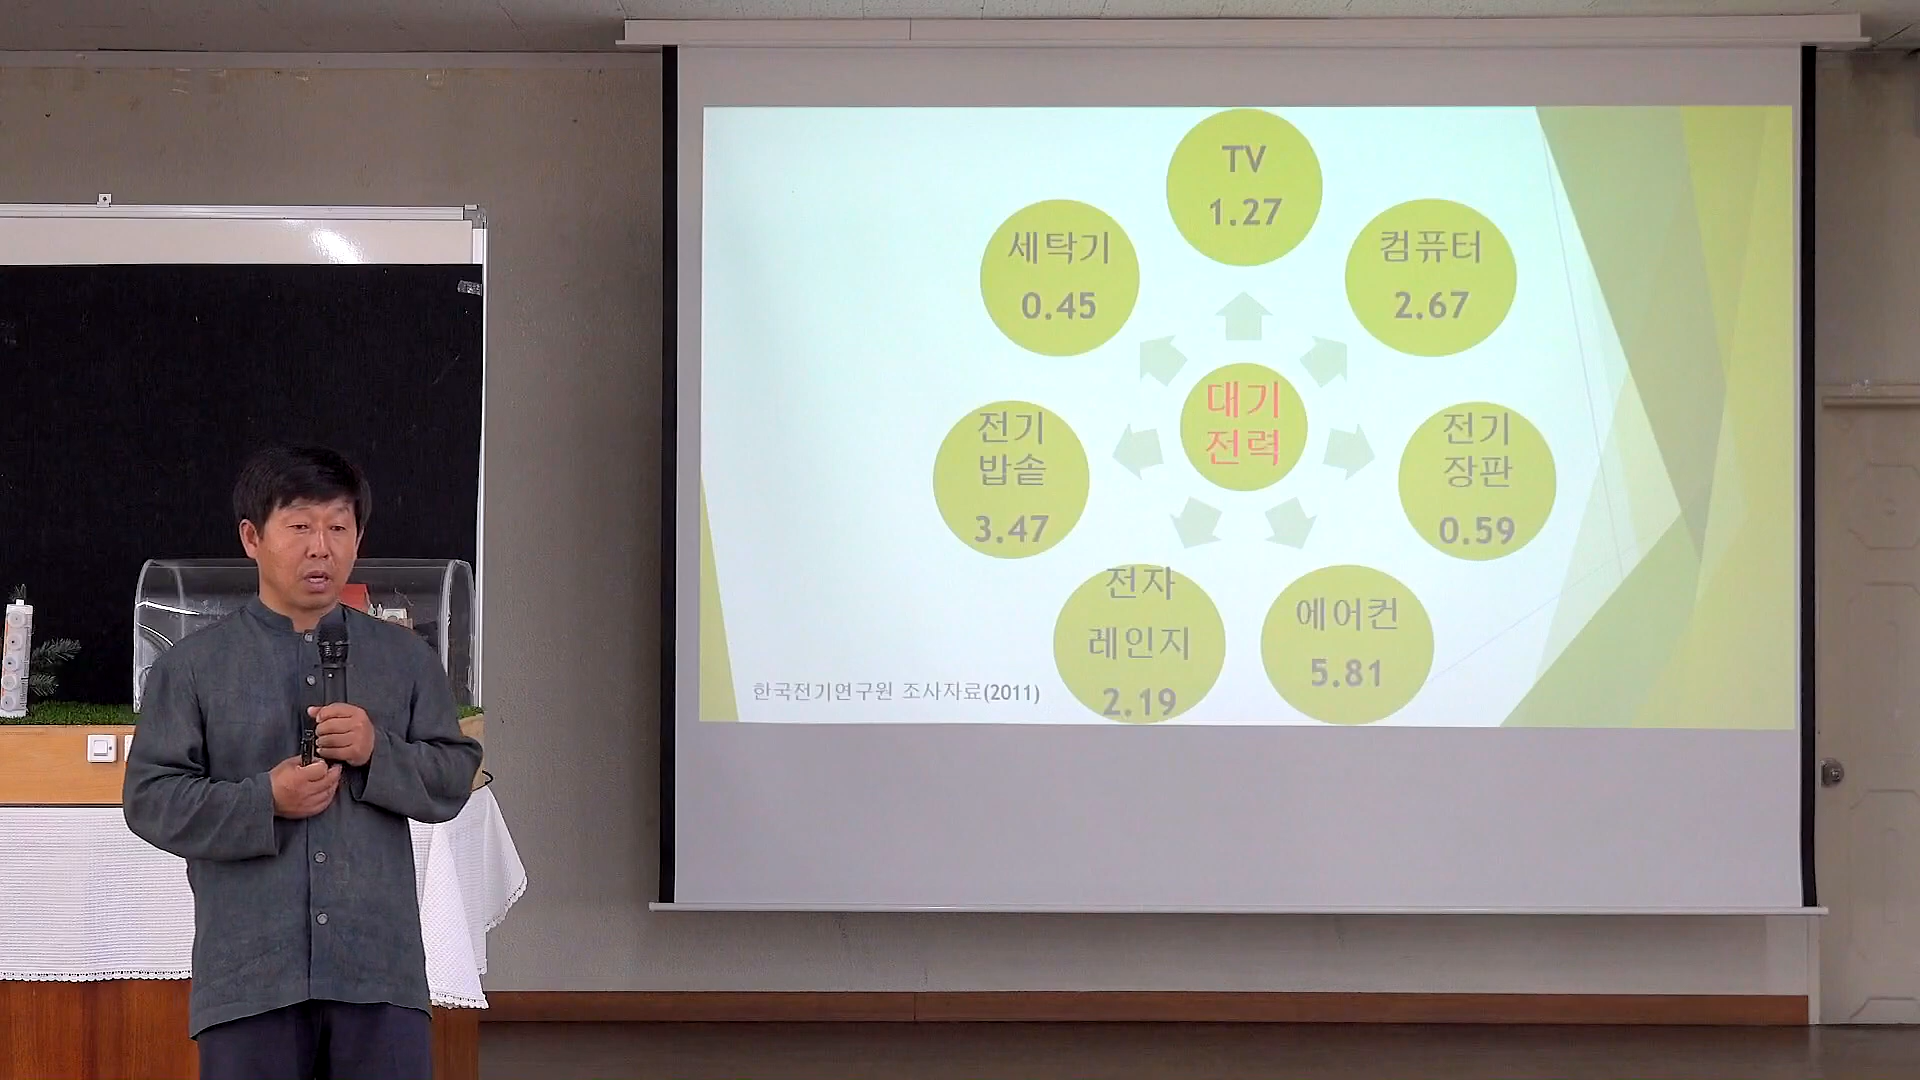 TV
1.27
컴퓨터
2.67
전기
장판
0.59
에어컨
5.81
전자
레인지
2.19
전기
밥솥
3.47
세탁기
0.45
대기
전력
한국전기연구원 조사자료(2011)